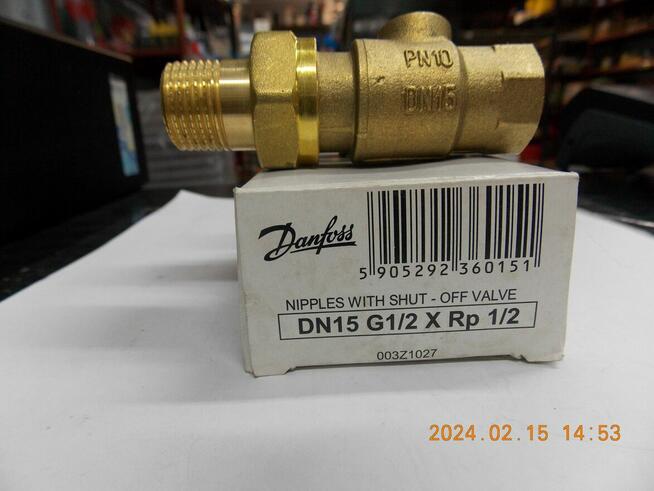 PN10
DN15
Danfoss
5 905292 360151
NIPPLES WITH SHUT - OFF VALVE
DN15 G1/2 X Rp 1/2
003Z1027
2024.02.15 14:53